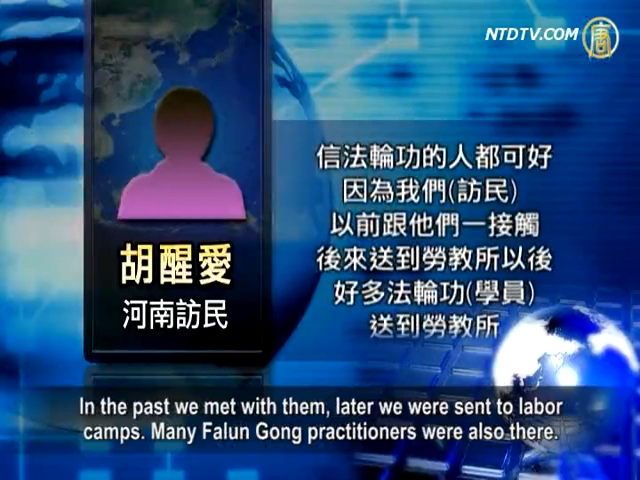 NTDTV.COM 唐
信法輪功的人都可好
因為我們(訪民)
以前跟他們一接觸
後來送到勞教所以後
好多法輪功(學員)
送到勞教所
胡醒愛
河南訪民
In the past we met with them, later we were sent to labor
camps. Many Falun Gong practitioners were also there.